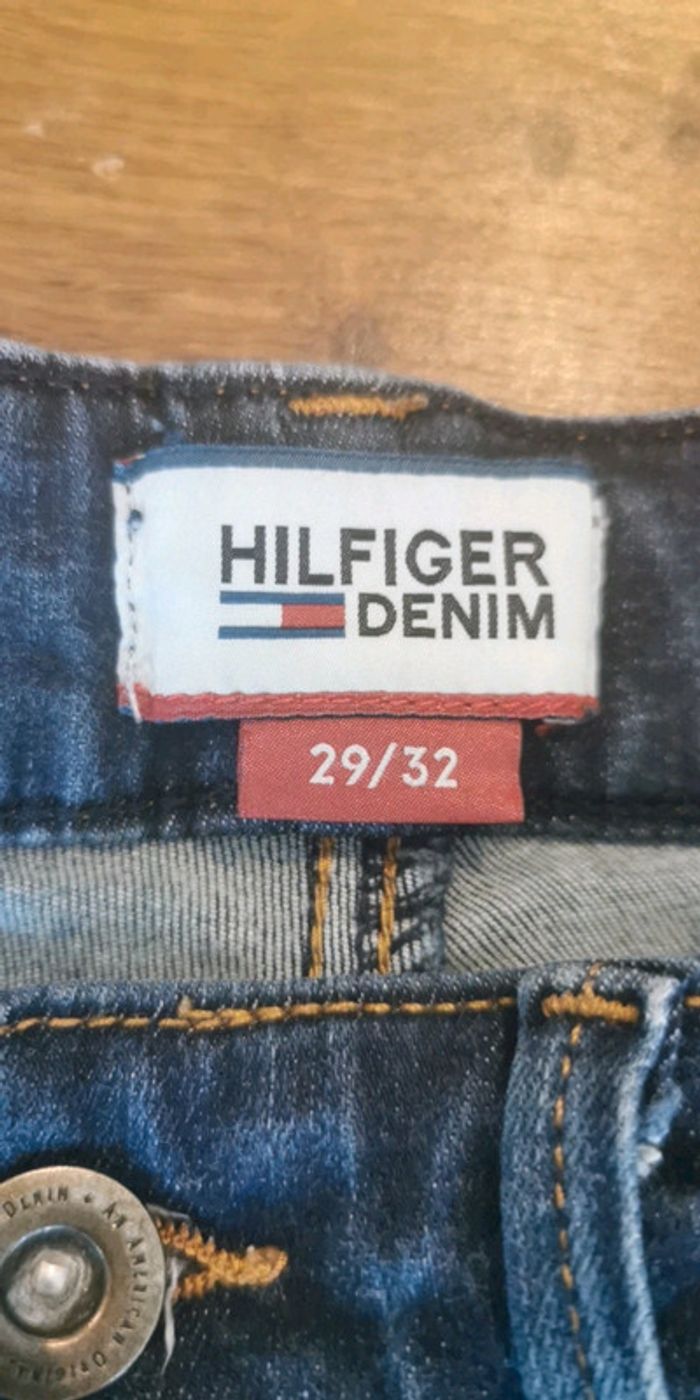 HILFIGER
DENIM
29/32
DENIM • AN AMERICAN ORIGINAL